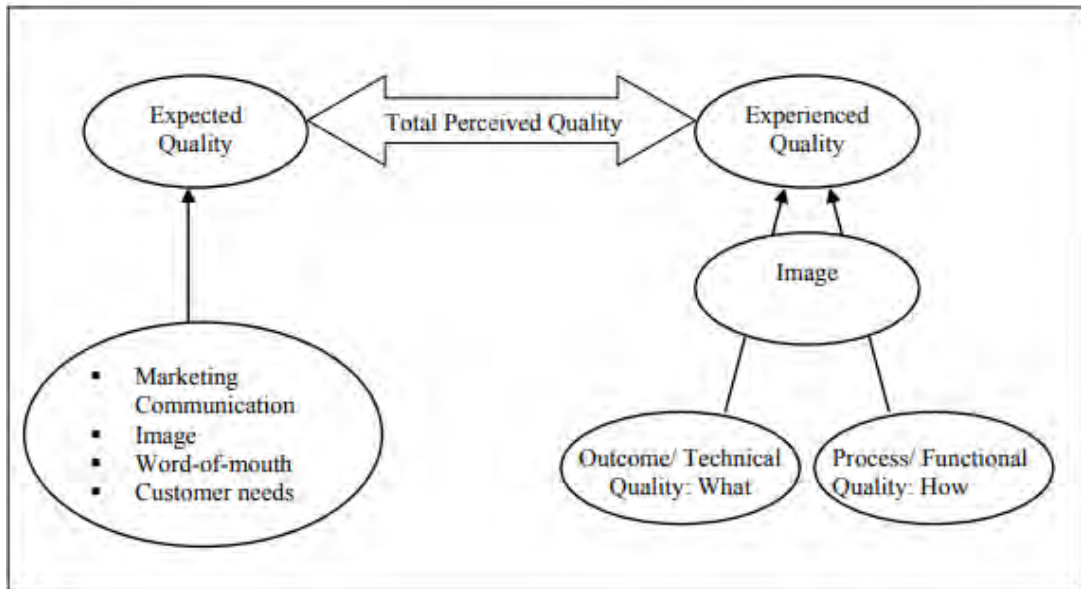 Expected
Quality
Total Perceived Quality
Experienced
Quality
Image
▪ Marketing
Communication
▪ Image
▪ Word-of-mouth
▪ Customer needs
Outcome/ Technical
Quality: What
Process/ Functional
Quality: How